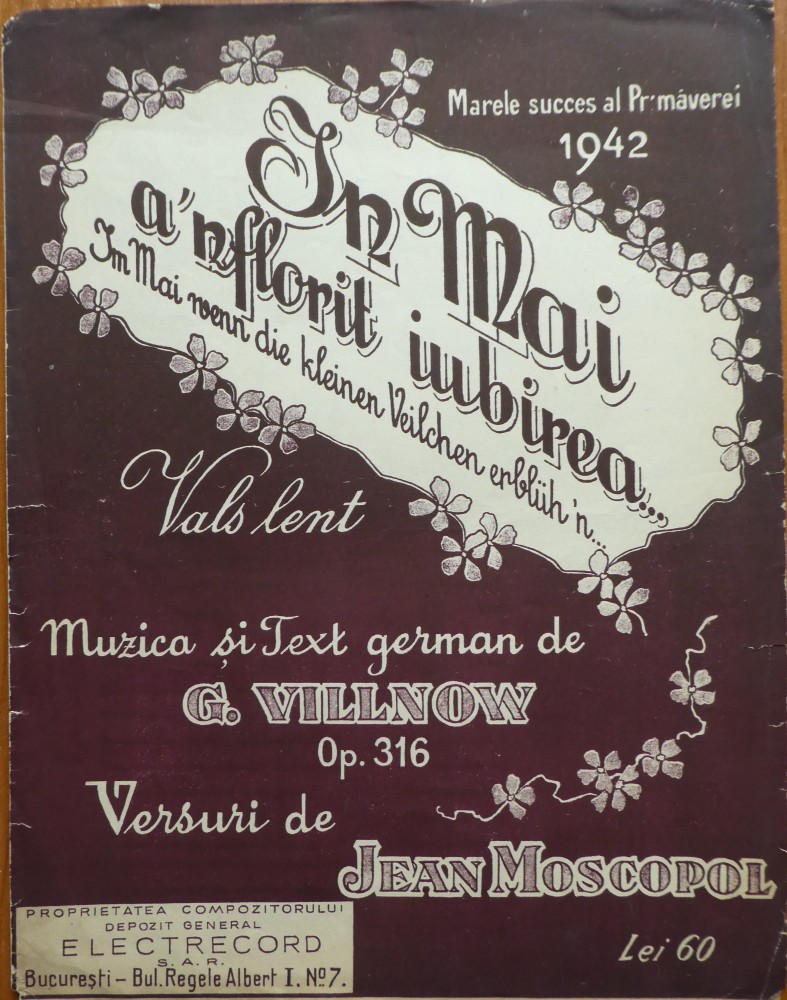 Marele succes al Primăverei
1942
In Mai
a'nflorit iubirea...
Im Mai wenn die kleinen Veilchen erblüh'n...
Vals lent
Muzica și Text german de
G. VILLNOW
Op. 316
Versuri de
JEAN MOSCOPOL
PROPRIETATEA COMPOZITORULUI
DEPOZIT GENERAL
ELECTRECORD
S. A. R.
București – Bul. Regele Albert I. Nº 7.
Lei 60